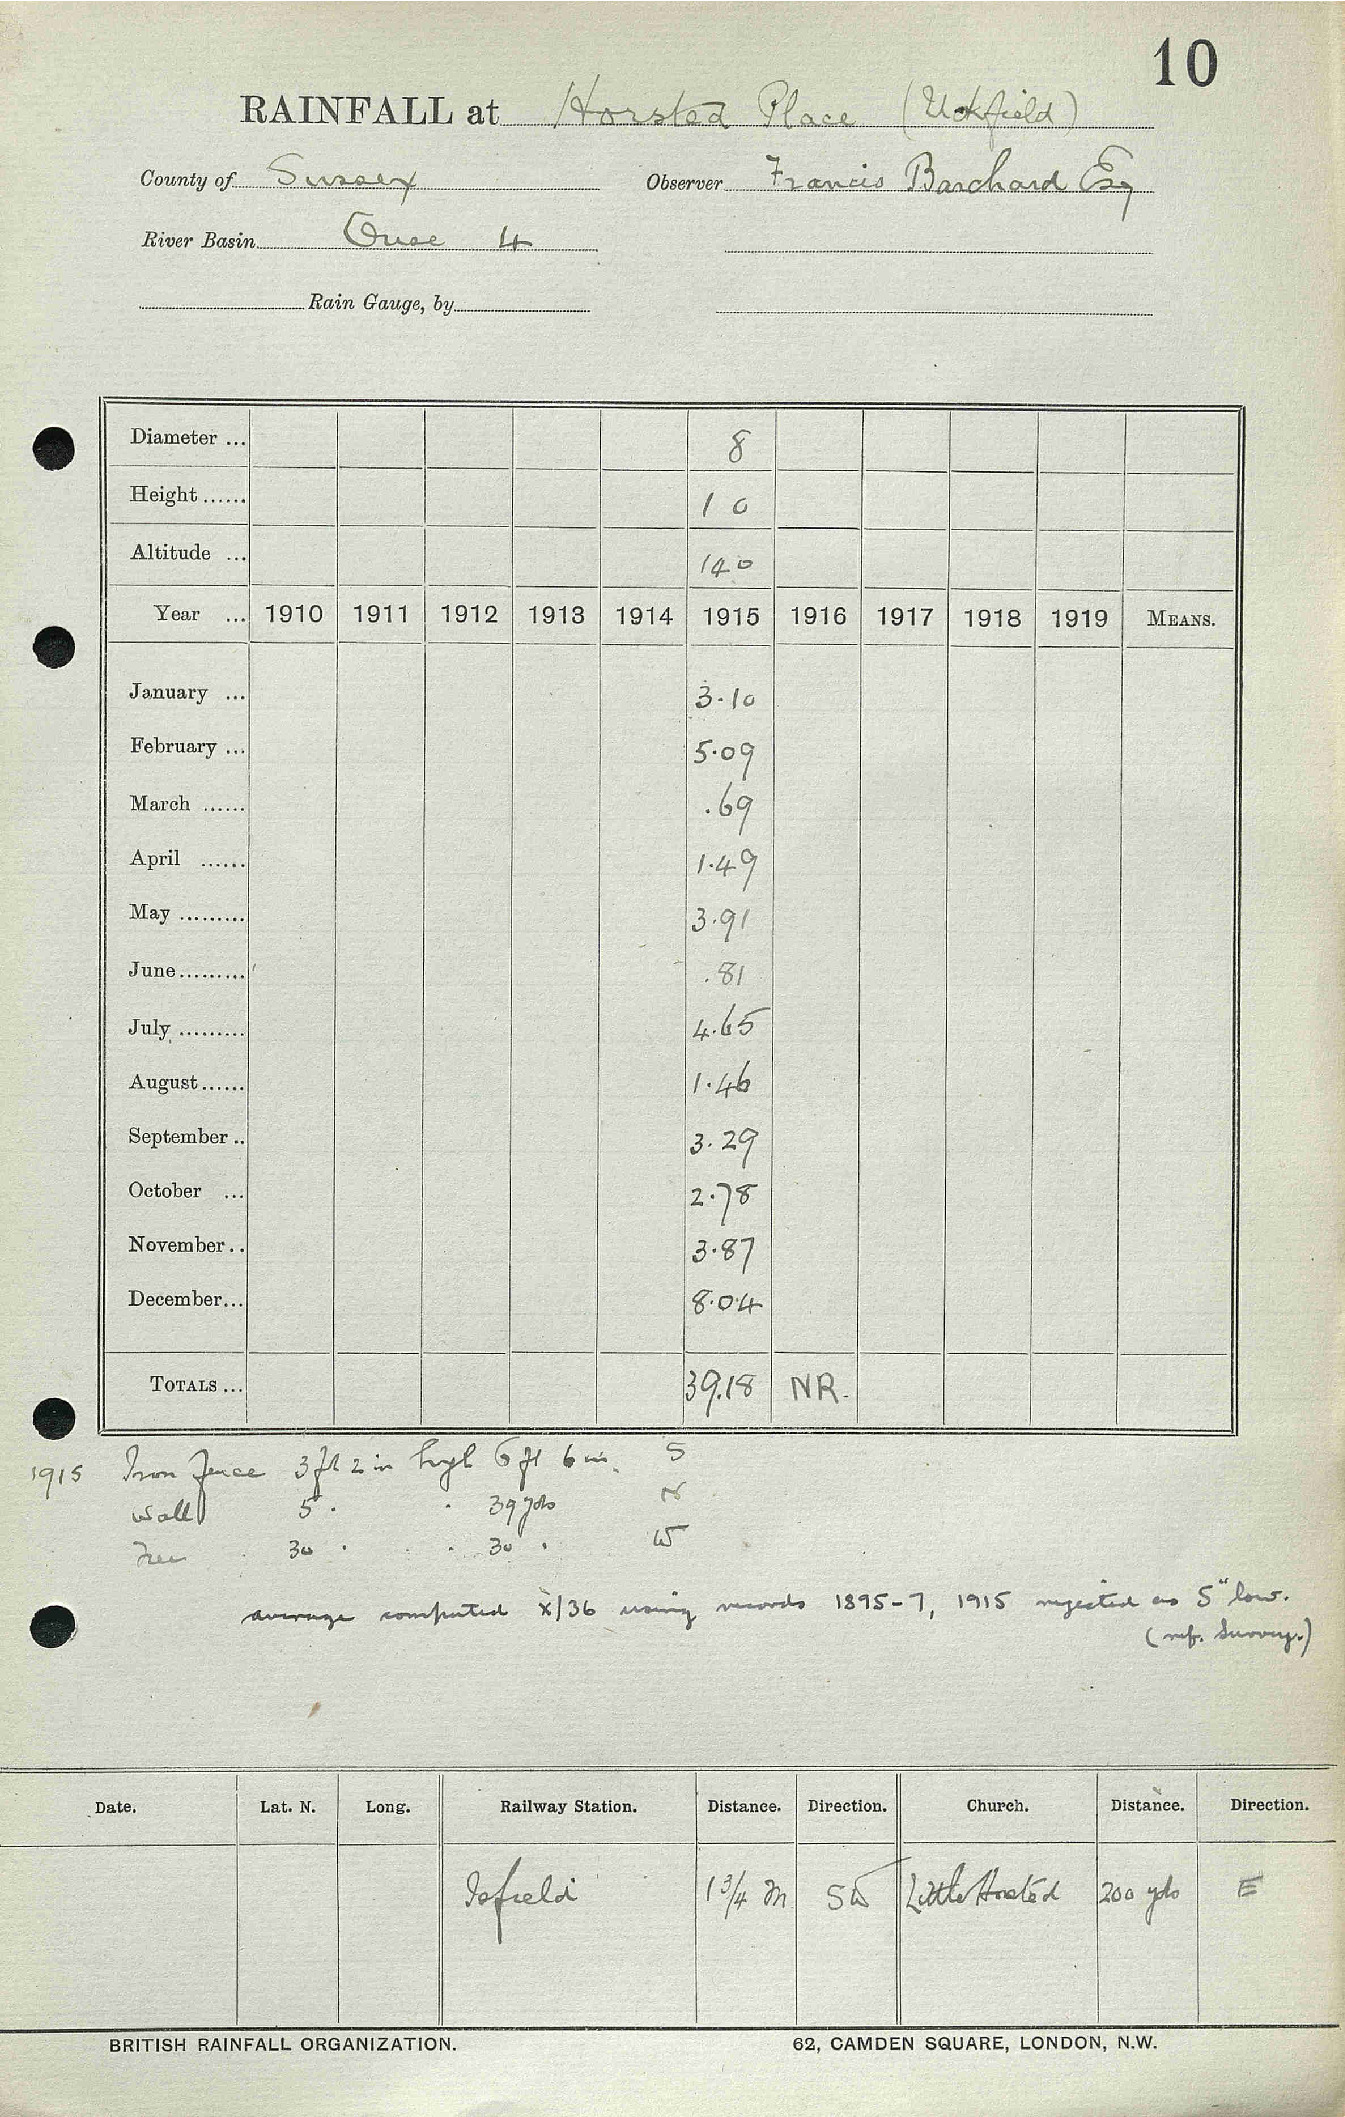 10
RAINFALL at Horsted Place (Uckfield)
County of Sussex Observer Francis Barchard Esq
River Basin Ouse 4
Rain Gauge, by
Diameter ... 8
Height ...... 1 0
Altitude ... 140
Year ... 1910 1911 1912 1913 1914 1915 1916 1917 1918 1919 MEANS.
January ... 3.10
February ... 5.09
March ...... .69
April ...... 1.49
May ......... 3.91
June ......... .81
July ......... 4.65
August ...... 1.46
September .. 3.29
October ... 2.78
November .. 3.87
December ... 8.04
TOTALS ... 39.18 NR.
1915 Iron fence 3 ft 2 in high 6 ft 6 in. S
Wall 5 " " 39 yds N
Tree 30 " " 30 " W
average computed x/36 using records 1895-7, 1915 rejected as 5" low.
(ref. Survey.)
Date. Lat. N. Long. Railway Station. Distance. Direction. Church. Distance. Direction.
Isfield 1 3/4 m SW Little Horsted 200 yds E
BRITISH RAINFALL ORGANIZATION. 62, CAMDEN SQUARE, LONDON, N.W.